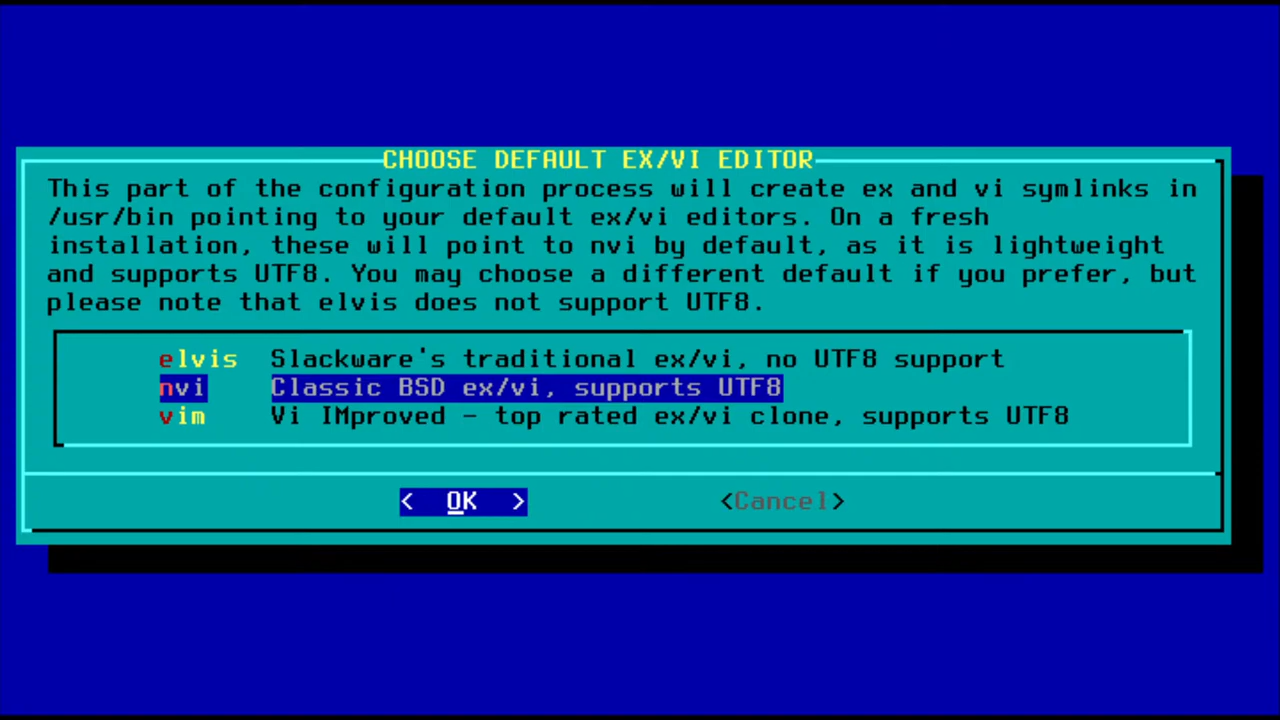 CHOOSE DEFAULT EX/VI EDITOR
This part of the configuration process will create ex and vi symlinks in
/usr/bin pointing to your default ex/vi editors. On a fresh
installation, these will point to nvi by default, as it is lightweight
and supports UTF8. You may choose a different default if you prefer, but
please note that elvis does not support UTF8.
elvis  Slackware's traditional ex/vi, no UTF8 support
nvi    Classic BSD ex/vi, supports UTF8
vim    Vi IMproved - top rated ex/vi clone, supports UTF8
<  OK  > <Cancel>